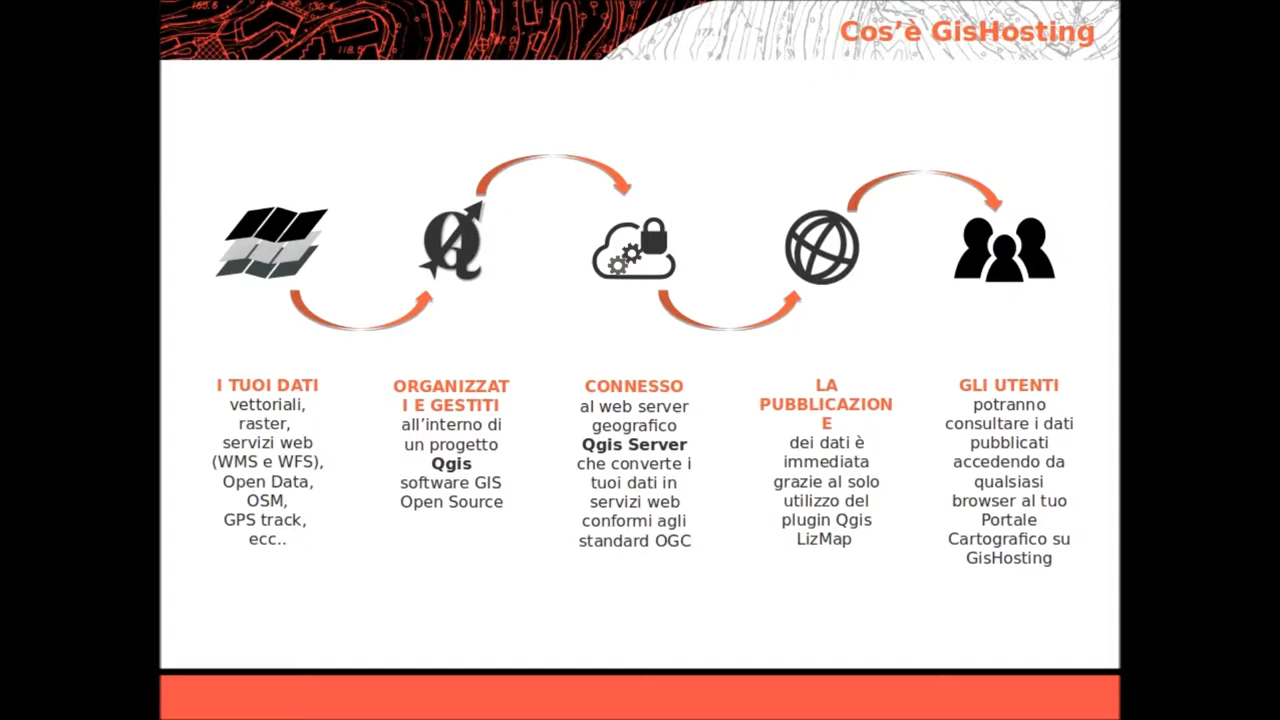 Cos'è GisHosting
I TUOI DATI
vettoriali,
raster,
servizi web
(WMS e WFS),
Open Data,
OSM,
GPS track,
ecc..
ORGANIZZAT
I E GESTITI
all'interno di
un progetto
Qgis
software GIS
Open Source
CONNESSO
al web server
geografico
Qgis Server
che converte i
tuoi dati in
servizi web
conformi agli
standard OGC
LA
PUBBLICAZION
E
dei dati è
immediata
grazie al solo
utilizzo del
plugin Qgis
LizMap
GLI UTENTI
potranno
consultare i dati
pubblicati
accedendo da
qualsiasi
browser al tuo
Portale
Cartografico su
GisHosting